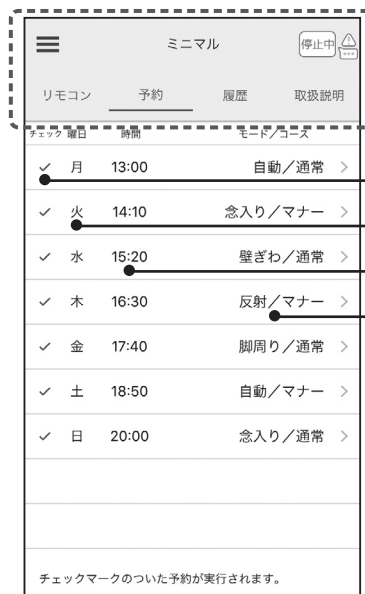 ミニマル 停止中
リモコン 予約 履歴 取扱説明
チェック 曜日 時間 モード／コース
✓ 月 13:00 自動／通常 >
✓ 火 14:10 念入り／マナー >
✓ 水 15:20 壁ぎわ／通常 >
✓ 木 16:30 反射／マナー >
✓ 金 17:40 脚周り／通常 >
✓ 土 18:50 自動／マナー >
✓ 日 20:00 念入り／通常 >
チェックマークのついた予約が実行されます。